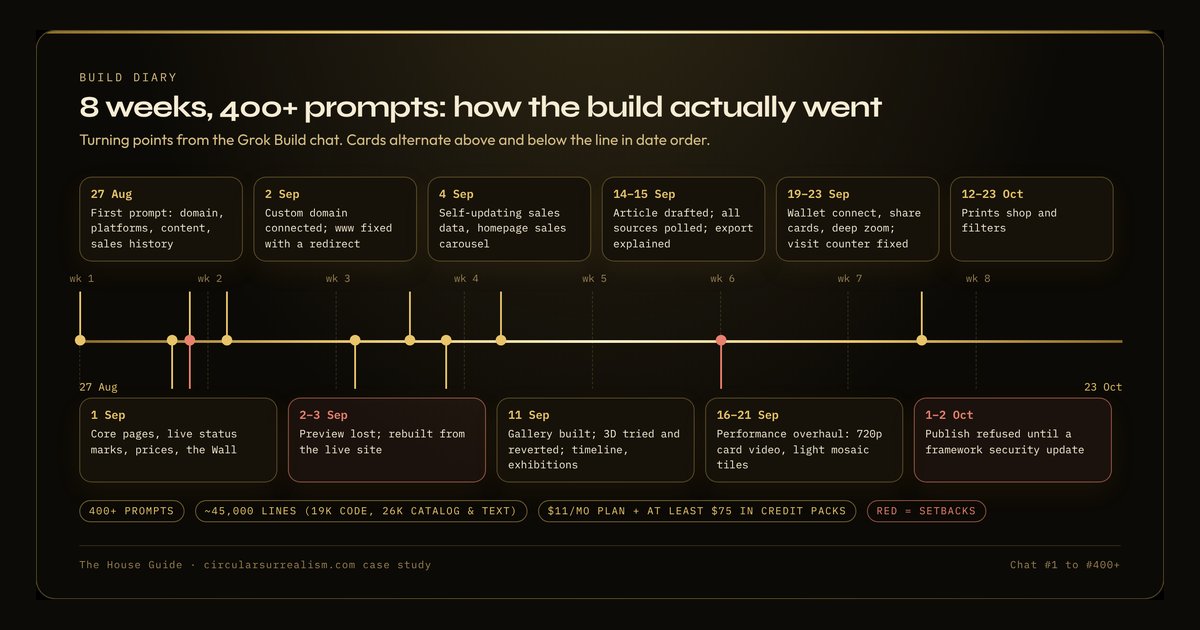 BUILD DIARY
8 weeks, 400+ prompts: how the build actually went
Turning points from the Grok Build chat. Cards alternate above and below the line in date order.
27 Aug
First prompt: domain,
platforms, content,
sales history
2 Sep
Custom domain
connected; www fixed
with a redirect
4 Sep
Self-updating sales
data, homepage sales
carousel
14–15 Sep
Article drafted; all
sources polled; export
explained
19–23 Sep
Wallet connect, share
cards, deep zoom;
visit counter fixed
12–23 Oct
Prints shop and
filters
wk 1
wk 2
wk 3
wk 4
wk 5
wk 6
wk 7
wk 8
27 Aug
23 Oct
1 Sep
Core pages, live status
marks, prices, the Wall
2–3 Sep
Preview lost; rebuilt from
the live site
11 Sep
Gallery built; 3D tried and
reverted; timeline,
exhibitions
16–21 Sep
Performance overhaul: 720p
card video, light mosaic
tiles
1–2 Oct
Publish refused until a
framework security update
400+ PROMPTS
~45,000 LINES (19K CODE, 26K CATALOG & TEXT)
$11/MO PLAN + AT LEAST $75 IN CREDIT PACKS
RED = SETBACKS
The House Guide · circularsurrealism.com case study
Chat #1 to #400+